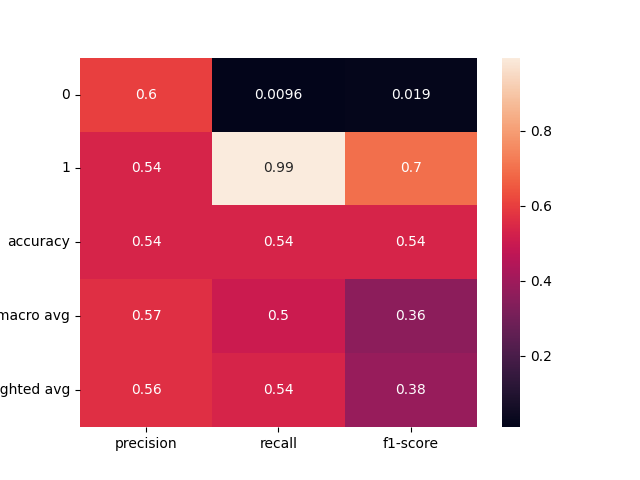 0 0.6 0.0096 0.019
1 0.54 0.99 0.7
accuracy 0.54 0.54 0.54
macro avg 0.57 0.5 0.36
ghted avg 0.56 0.54 0.38
precision recall f1-score
0.8
0.6
0.4
0.2